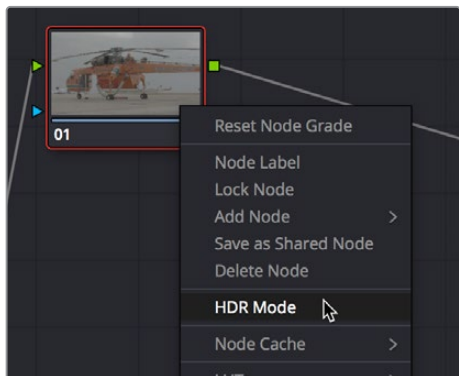 01
Reset Node Grade
Node Label
Lock Node
Add Node >
Save as Shared Node
Delete Node
HDR Mode
Node Cache >